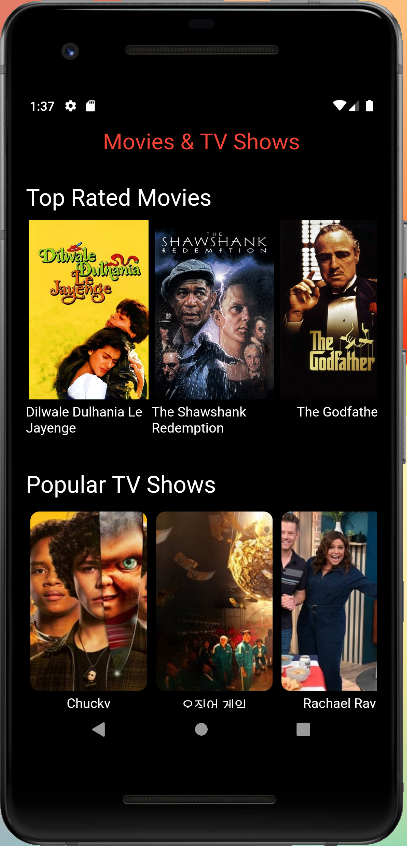 1:37
Movies & TV Shows
Top Rated Movies
Dilwale
Dulhania
Le
Jayenge
THE
SHAWSHANK
REDEMPTION
The
Godfather
Dilwale Dulhania Le
Jayenge
The Shawshank
Redemption
The Godfathe
Popular TV Shows
Chucky
오징어 게임
Rachael Ray